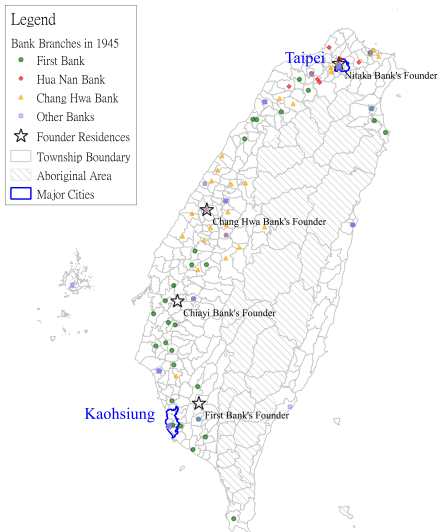 Legend
Bank Branches in 1945
First Bank
Hua Nan Bank
Chang Hwa Bank
Other Banks
Founder Residences
Township Boundary
Aboriginal Area
Major Cities
Taipei
Nitaka Bank's Founder
Chang Hwa Bank's Founder
Chiayi Bank's Founder
Kaohsiung
First Bank's Founder